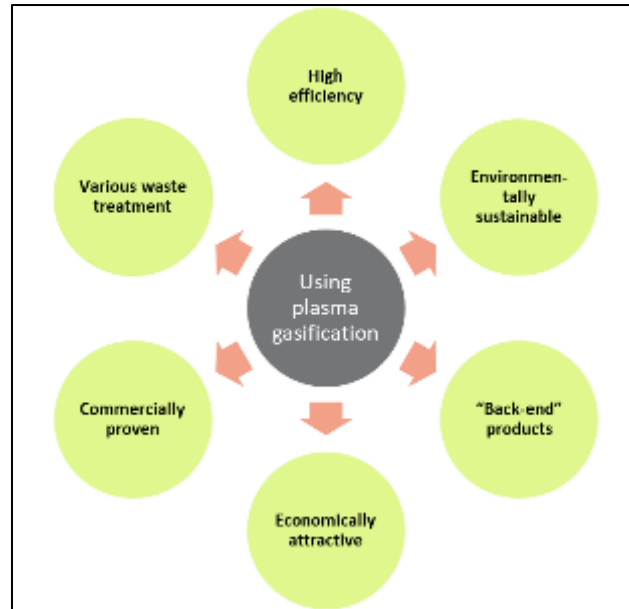 High
efficiency
Various waste
treatment
Environmen-
tally
sustainable
Using
plasma
gasification
Commercially
proven
"Back-end"
products
Economically
attractive